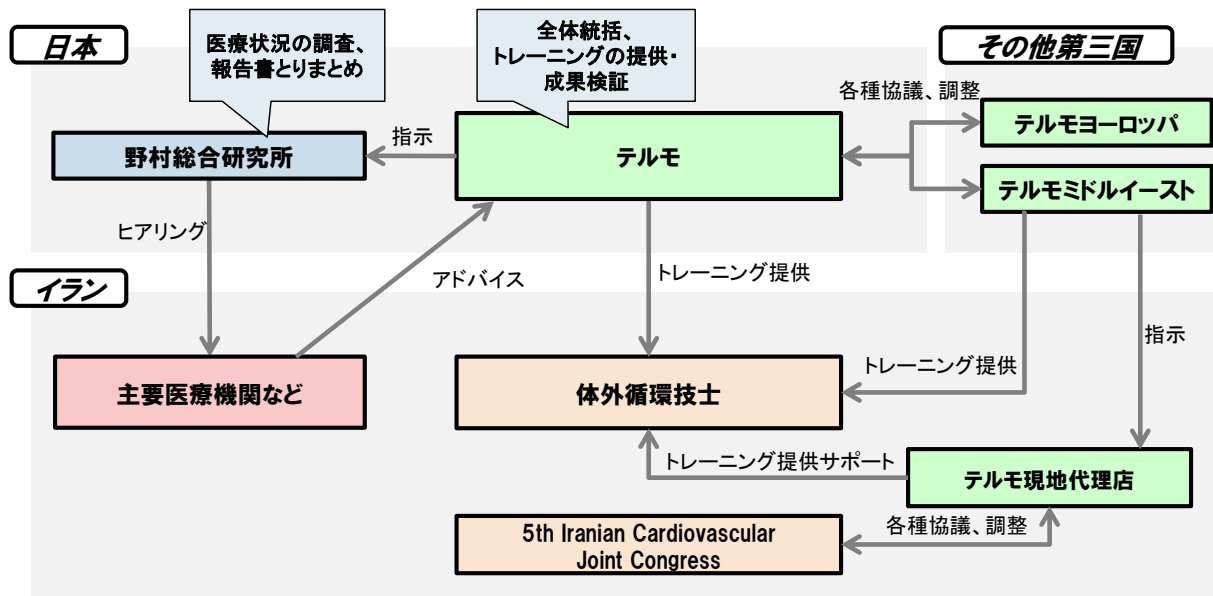 日本
医療状況の調査、
報告書とりまとめ
全体統括、
トレーニングの提供・
成果検証
その他第三国
各種協議、調整
テルモヨーロッパ
野村総合研究所
指示
テルモ
テルモミドルイースト
ヒアリング
イラン
アドバイス
トレーニング提供
指示
主要医療機関など
体外循環技士
トレーニング提供
トレーニング提供サポート
テルモ現地代理店
5th Iranian Cardiovascular
Joint Congress
各種協議、調整